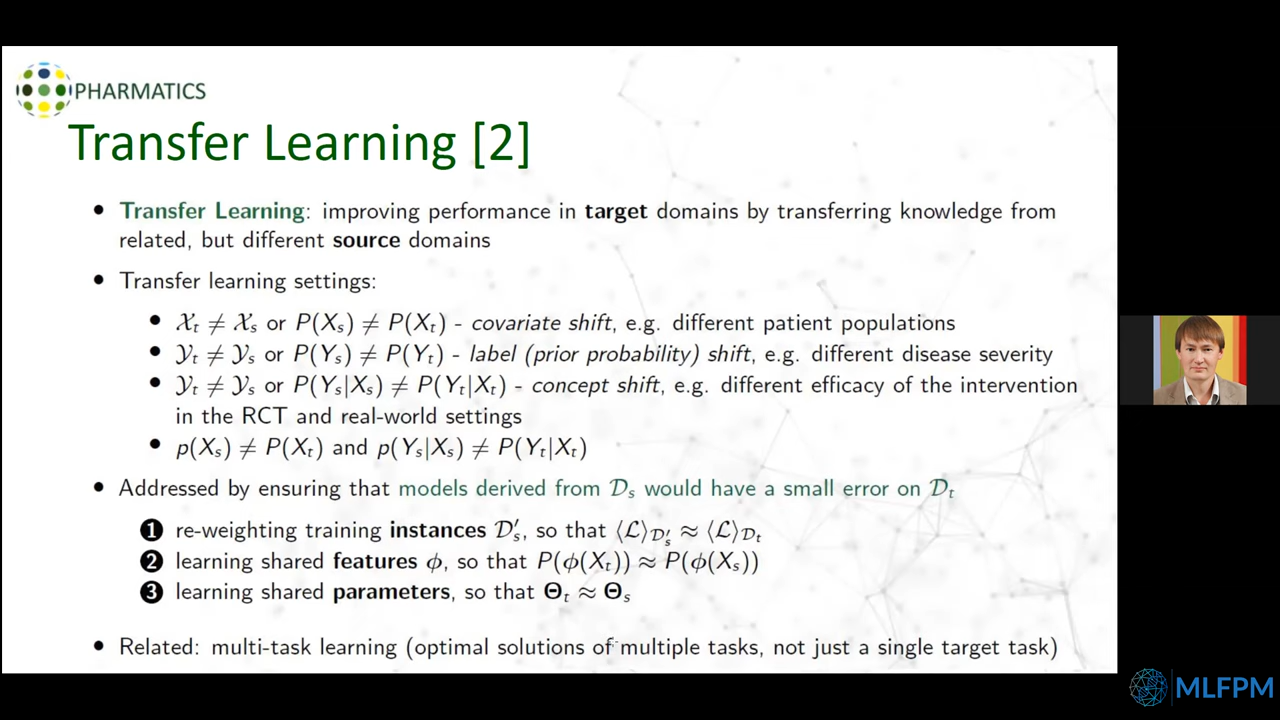 PHARMATICS
Transfer Learning [2]
• Transfer Learning: improving performance in target domains by transferring knowledge from
related, but different source domains
• Transfer learning settings:
• 𝒳ₜ ≠ 𝒳ₛ or P(Xₛ) ≠ P(Xₜ) - covariate shift, e.g. different patient populations
• 𝒴ₜ ≠ 𝒴ₛ or P(Yₛ) ≠ P(Yₜ) - label (prior probability) shift, e.g. different disease severity
• 𝒴ₜ ≠ 𝒴ₛ or P(Yₛ|Xₛ) ≠ P(Yₜ|Xₜ) - concept shift, e.g. different efficacy of the intervention
in the RCT and real-world settings
• p(Xₛ) ≠ P(Xₜ) and p(Yₛ|Xₛ) ≠ P(Yₜ|Xₜ)
• Addressed by ensuring that models derived from 𝒟ₛ would have a small error on 𝒟ₜ
1 re-weighting training instances 𝒟′ₛ, so that ⟨ℒ⟩𝒟′ₛ ≈ ⟨ℒ⟩𝒟ₜ
2 learning shared features ϕ, so that P(ϕ(Xₜ)) ≈ P(ϕ(Xₛ))
3 learning shared parameters, so that Θₜ ≈ Θₛ
• Related: multi-task learning (optimal solutions of multiple tasks, not just a single target task)
MLFPM